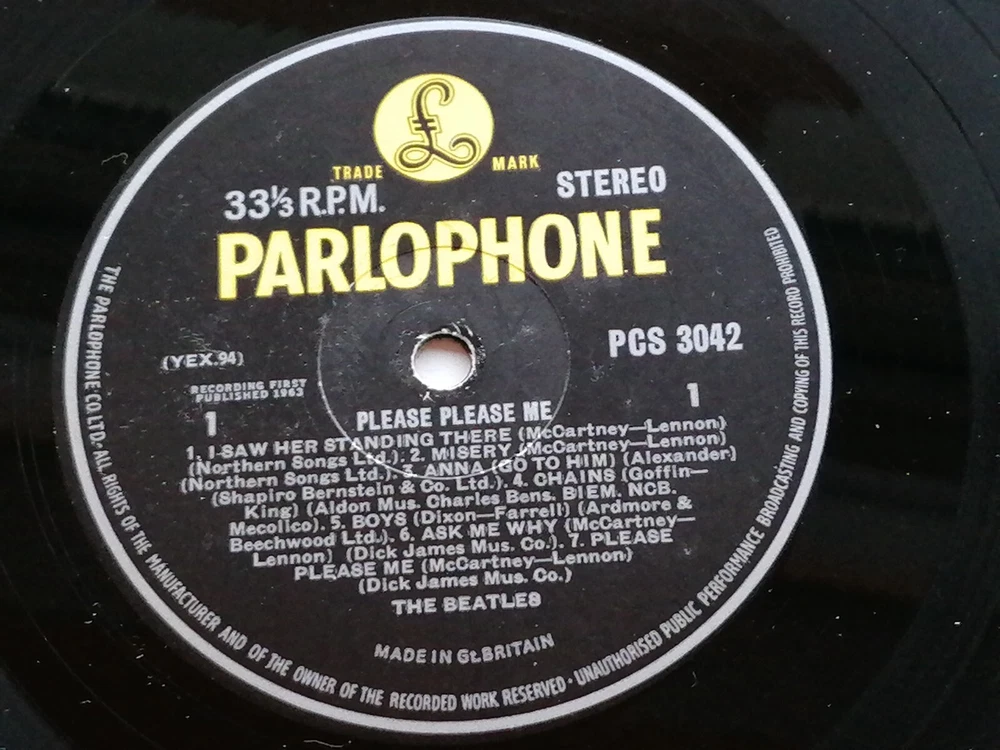 £
TRADE MARK
33⅓ R.P.M. STEREO
PARLOPHONE
(YEX.94) PCS 3042
RECORDING FIRST
PUBLISHED 1963
1 1
PLEASE PLEASE ME
1. I SAW HER STANDING THERE (McCartney—Lennon)
(Northern Songs Ltd.). 2. MISERY (McCartney—Lennon)
(Northern Songs Ltd.). 3. ANNA (GO TO HIM) (Alexander)
(Shapiro Bernstein & Co. Ltd.). 4. CHAINS (Goffin—
King) (Aldon Mus. Charles Bens. BIEM. NCB.
Mecolico). 5. BOYS (Dixon—Farrell) (Ardmore &
Beechwood Ltd.). 6. ASK ME WHY (McCartney—
Lennon) (Dick James Mus. Co.). 7. PLEASE
PLEASE ME (McCartney—Lennon)
(Dick James Mus. Co.)
THE BEATLES
MADE IN Gt. BRITAIN
THE PARLOPHONE CO. LTD. ALL RIGHTS OF THE MANUFACTURER AND OF THE OWNER OF THE RECORDED WORK RESERVED · UNAUTHORISED PUBLIC PERFORMANCE BROADCASTING AND COPYING OF THIS RECORD PROHIBITED